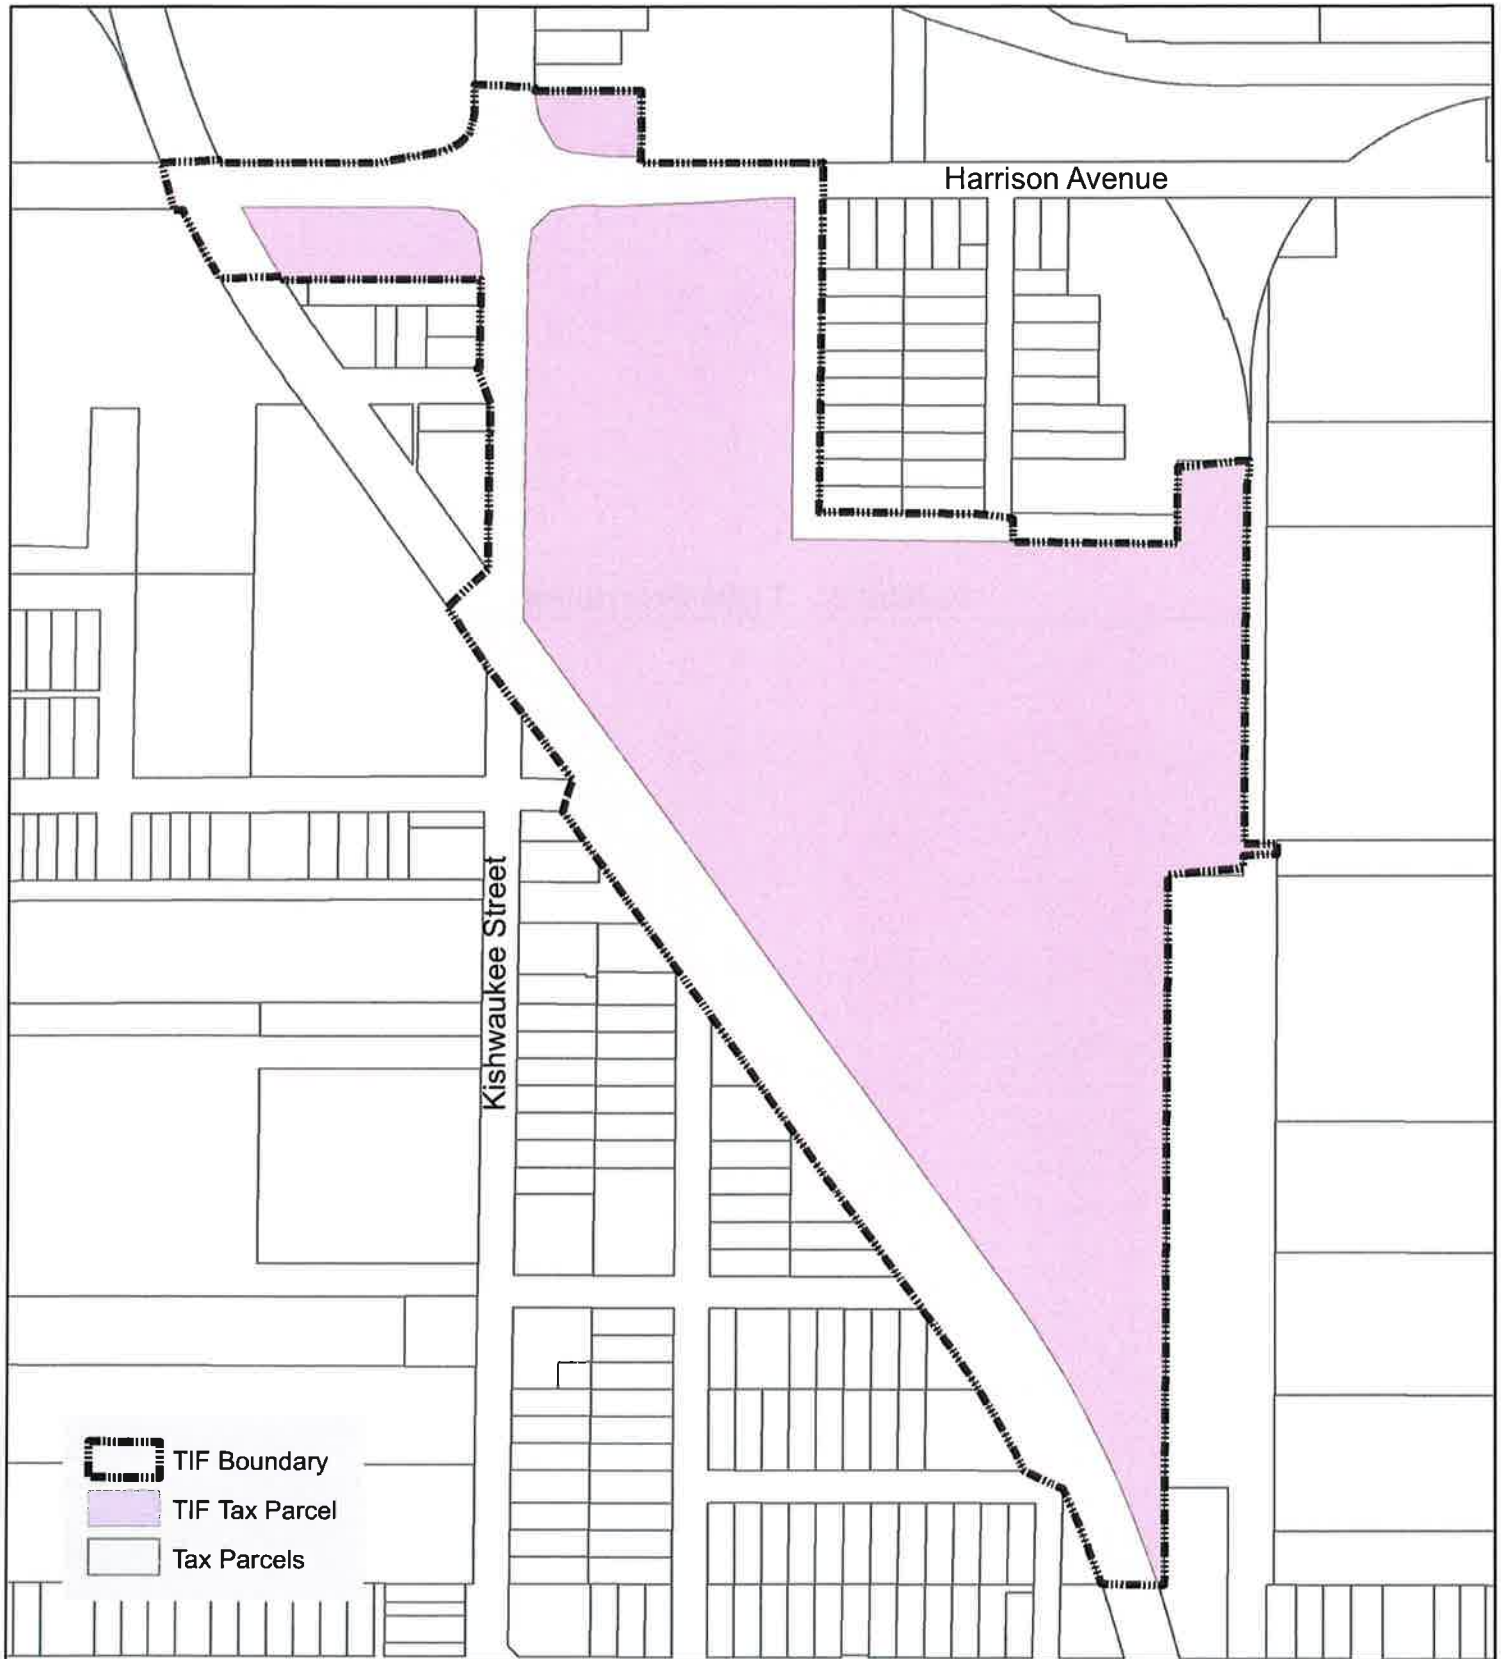 Harrison Avenue
Kishwaukee Street
TIF Boundary
TIF Tax Parcel
Tax Parcels